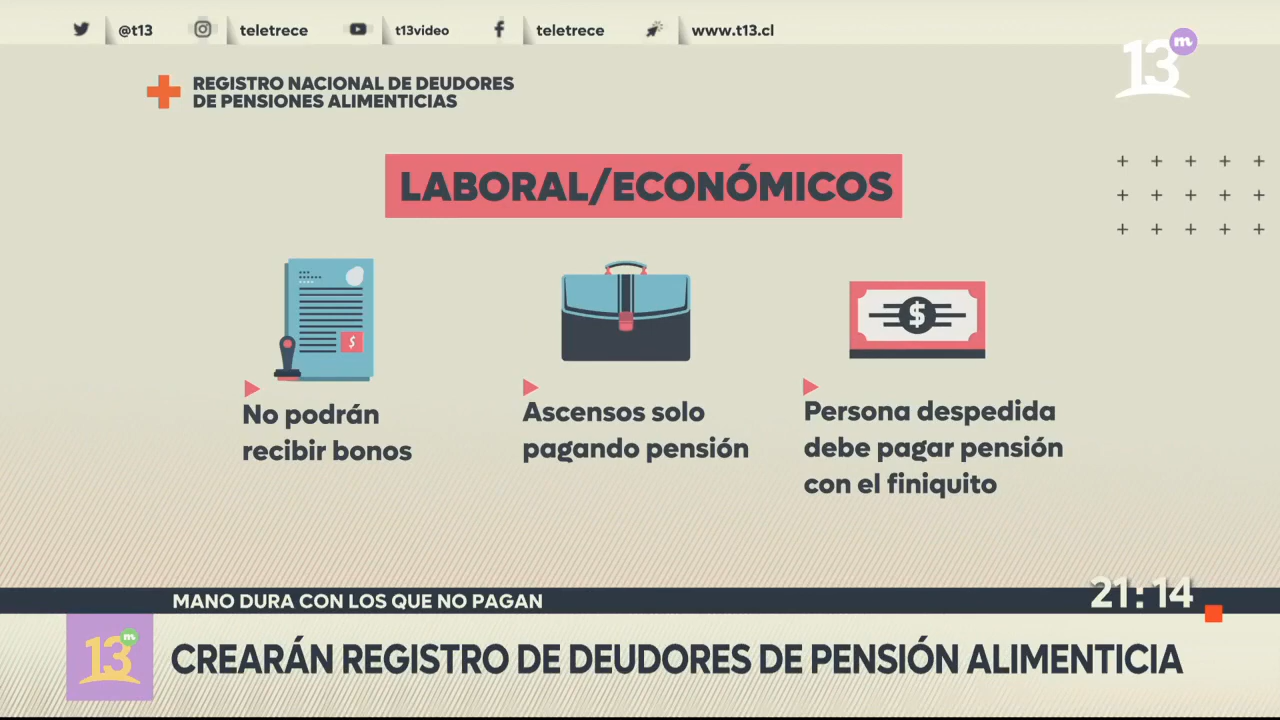 @t13 teletrece t13video teletrece www.t13.cl
13 m
REGISTRO NACIONAL DE DEUDORES
DE PENSIONES ALIMENTICIAS
LABORAL/ECONÓMICOS
$
$
No podrán
recibir bonos
Ascensos solo
pagando pensión
Persona despedida
debe pagar pensión
con el finiquito
MANO DURA CON LOS QUE NO PAGAN
21:14
13 m
CREARÁN REGISTRO DE DEUDORES DE PENSIÓN ALIMENTICIA